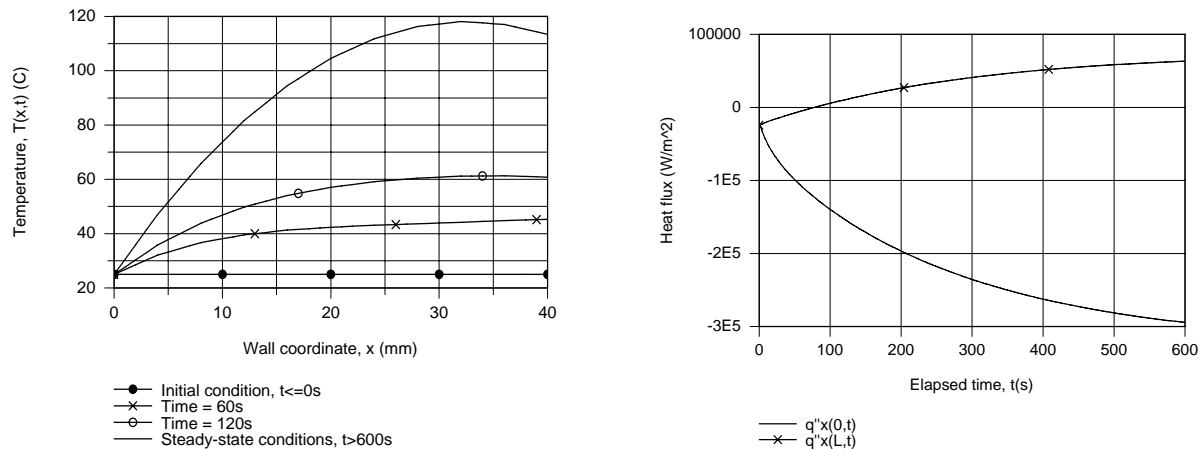 120
100
80
60
40
20
Temperature, T(x,t) (C)
0
10
20
30
40
Wall coordinate, x (mm)
Initial condition, t<=0s
Time = 60s
Time = 120s
Steady-state conditions, t>600s
100000
0
-1E5
-2E5
-3E5
Heat flux (W/m^2)
0
100
200
300
400
500
600
Elapsed time, t(s)
q"x(0,t)
q"x(L,t)